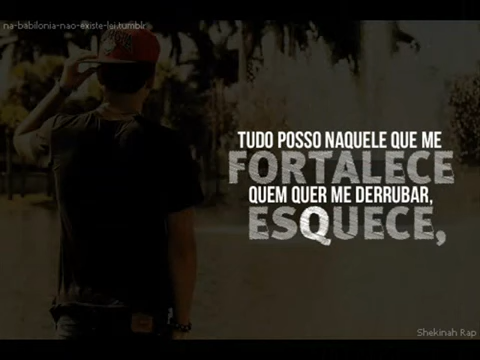 na-babilonia-nao-existe-lei.tumblr
TUDO POSSO NAQUELE QUE ME
FORTALECE
QUEM QUER ME DERRUBAR,
ESQUECE,
Shekinah Rap